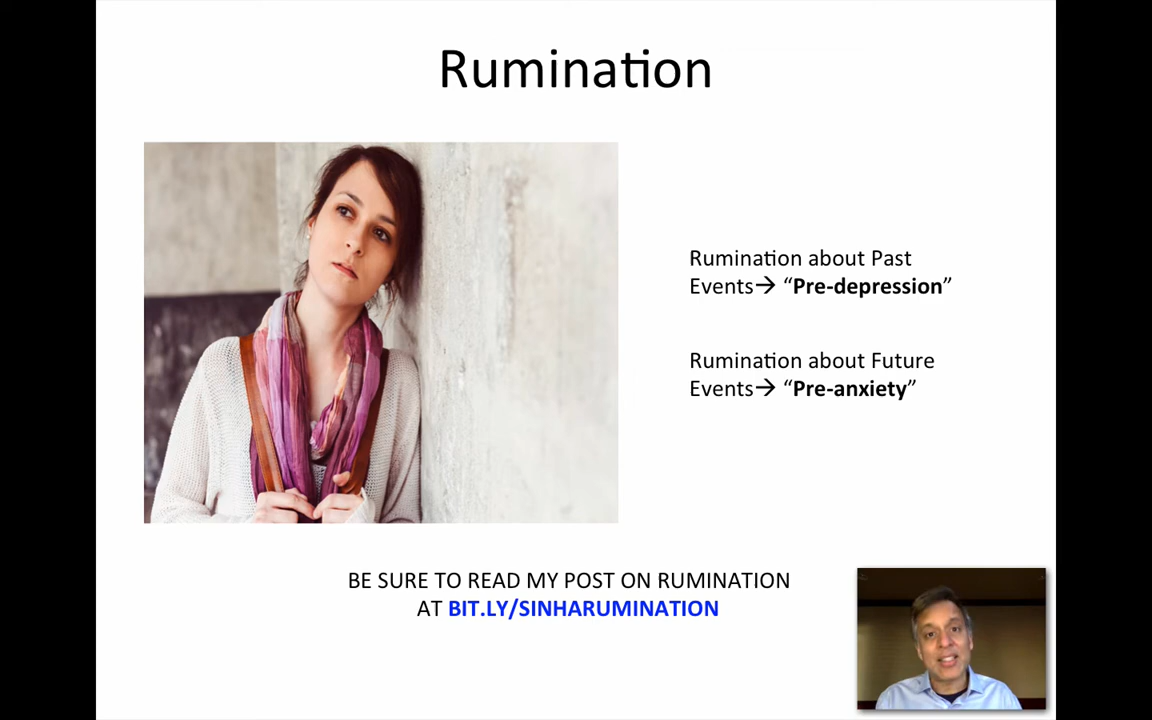 Rumination
Rumination about Past
Events→ “Pre-depression”
Rumination about Future
Events→ “Pre-anxiety”
BE SURE TO READ MY POST ON RUMINATION
AT BIT.LY/SINHARUMINATION